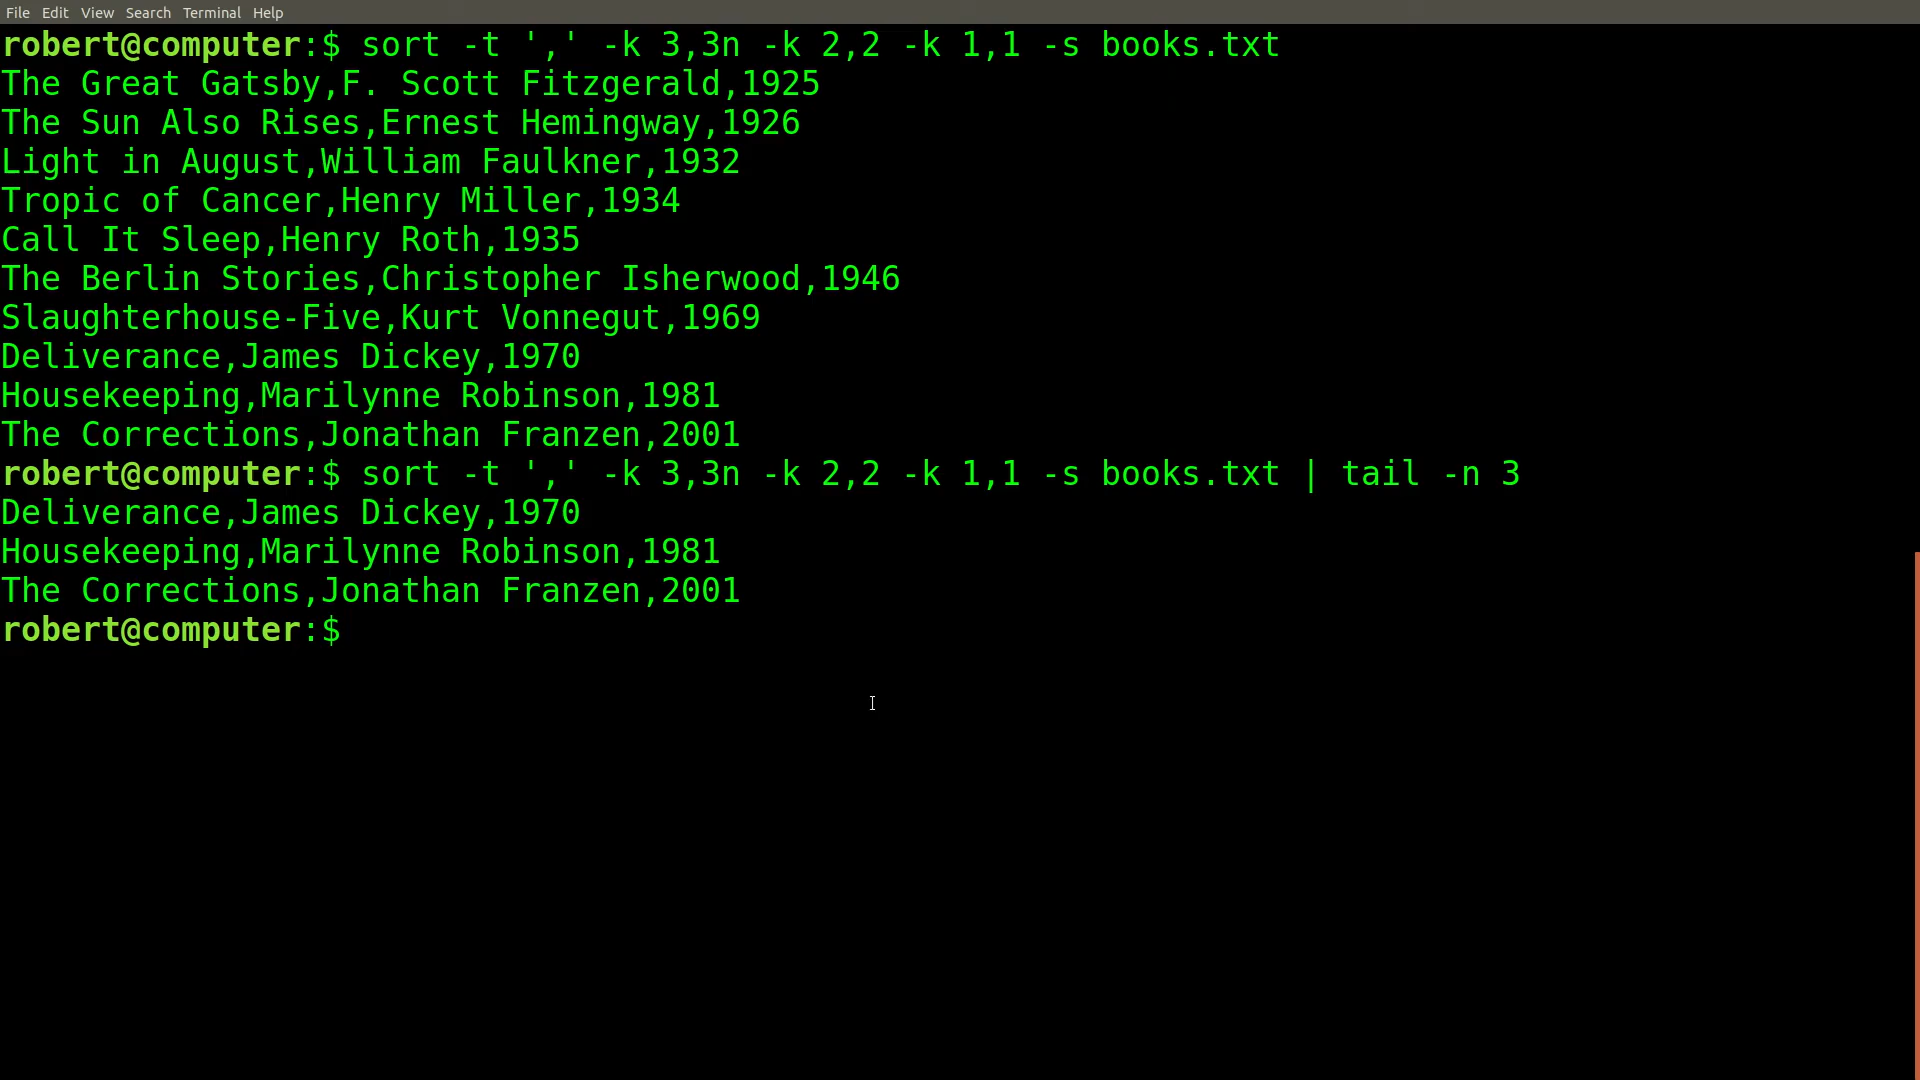 File Edit View Search Terminal Help
robert@computer:$ sort -t ',' -k 3,3n -k 2,2 -k 1,1 -s books.txt
The Great Gatsby,F. Scott Fitzgerald,1925
The Sun Also Rises,Ernest Hemingway,1926
Light in August,William Faulkner,1932
Tropic of Cancer,Henry Miller,1934
Call It Sleep,Henry Roth,1935
The Berlin Stories,Christopher Isherwood,1946
Slaughterhouse-Five,Kurt Vonnegut,1969
Deliverance,James Dickey,1970
Housekeeping,Marilynne Robinson,1981
The Corrections,Jonathan Franzen,2001
robert@computer:$ sort -t ',' -k 3,3n -k 2,2 -k 1,1 -s books.txt | tail -n 3
Deliverance,James Dickey,1970
Housekeeping,Marilynne Robinson,1981
The Corrections,Jonathan Franzen,2001
robert@computer:$